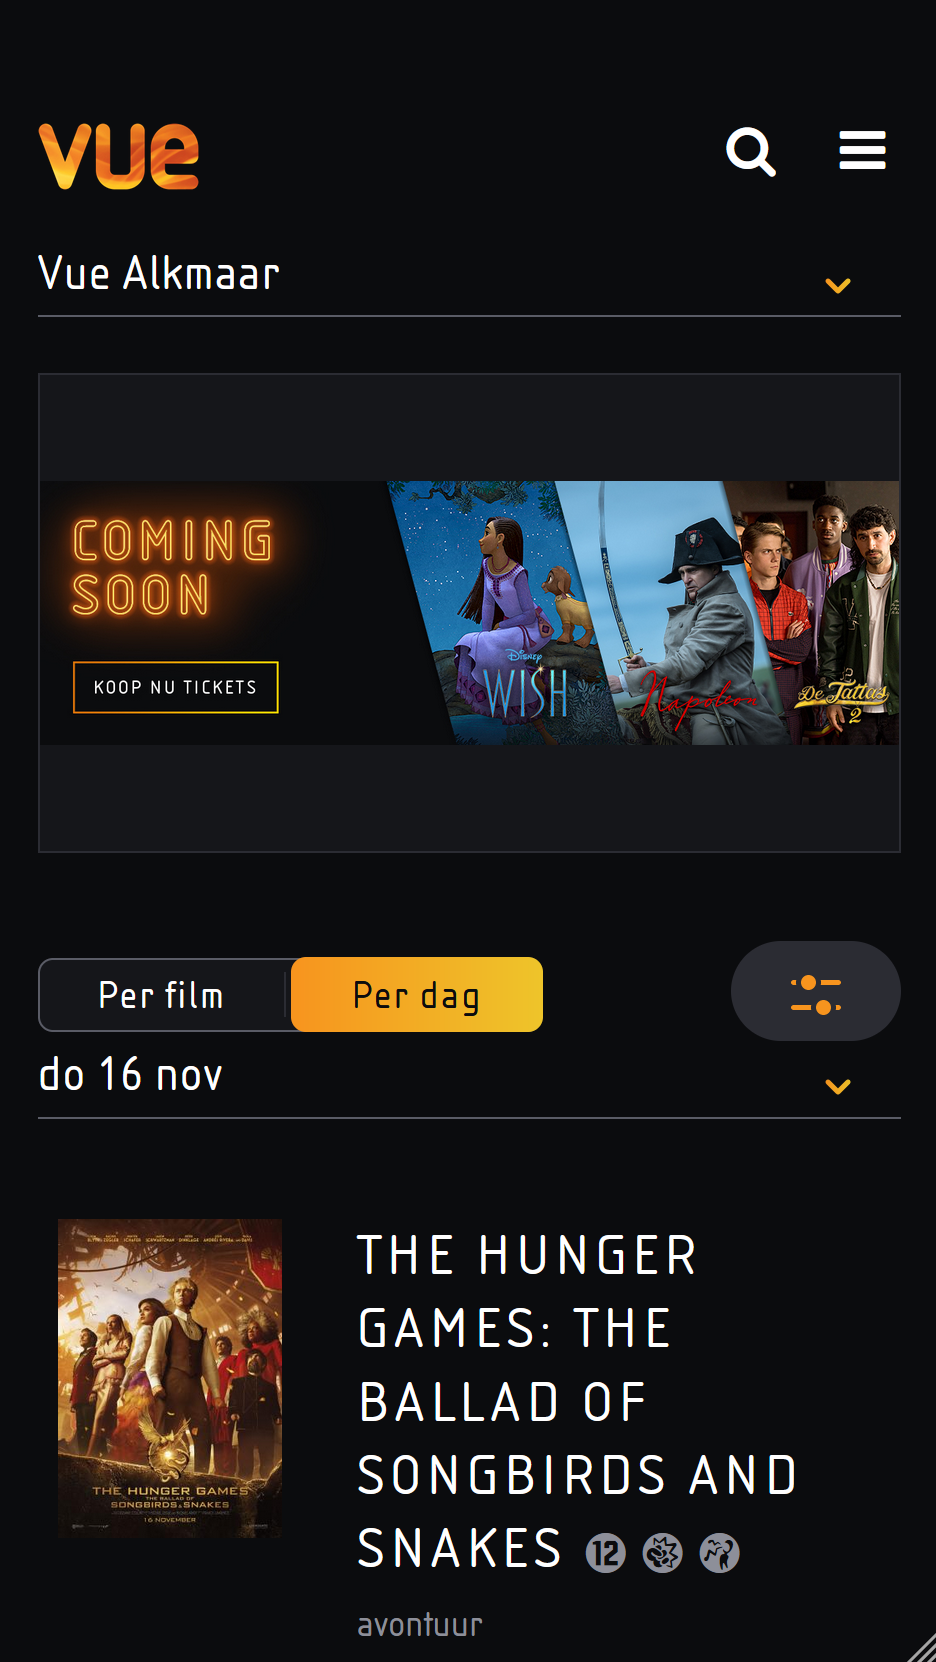 vue
Vue Alkmaar
COMING
SOON
KOOP NU TICKETS
Disney
WISH
Napoleon
De Tattas
2
Per film
Per dag
do 16 nov
THE HUNGER
GAMES: THE
BALLAD OF
SONGBIRDS AND
SNAKES 12
avontuur
THE HUNGER GAMES
THE BALLAD OF
SONGBIRDS & SNAKES
16 NOVEMBER